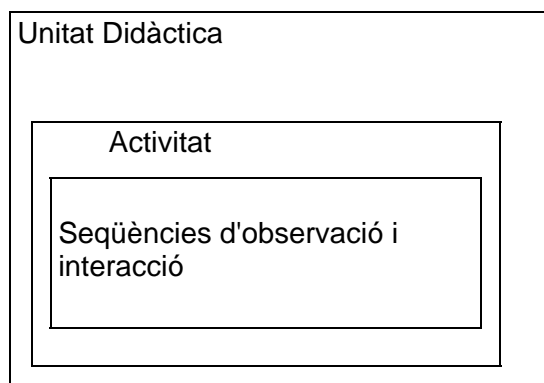 Unitat Didàctica
Activitat
Seqüències d'observació i
interacció